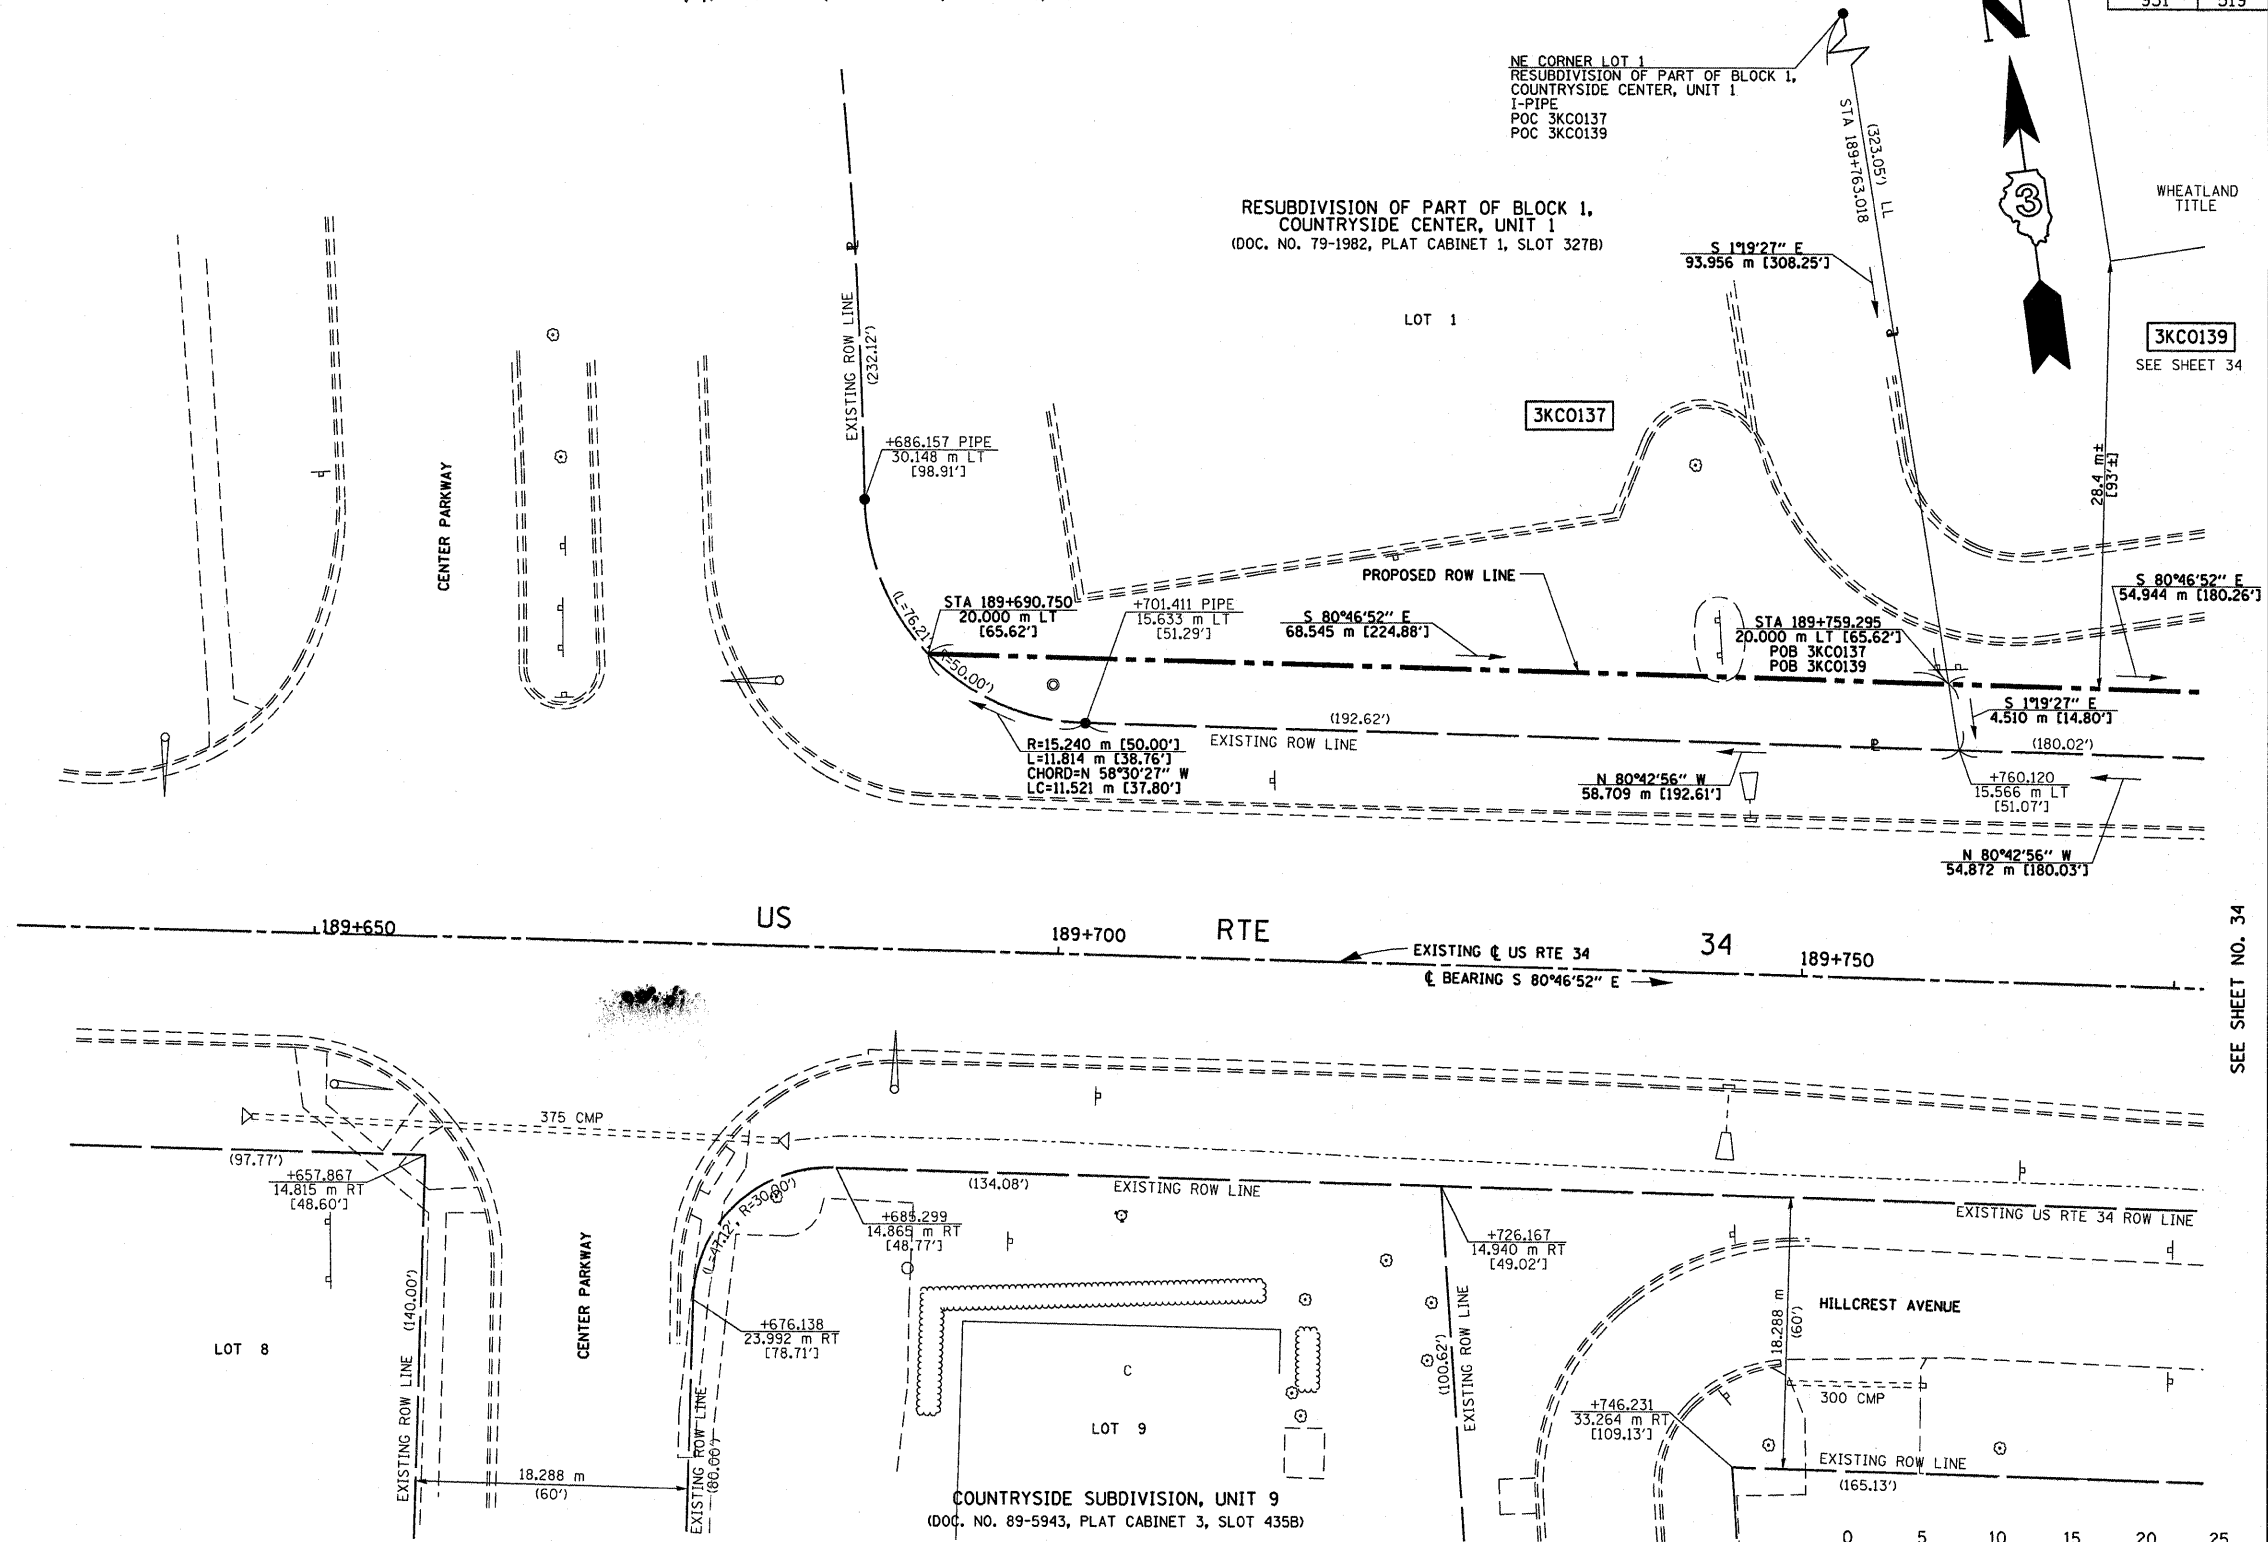 N
NE CORNER LOT 1
RESUBDIVISION OF PART OF BLOCK 1,
COUNTRYSIDE CENTER, UNIT 1
I-PIPE
POC 3KC0137
POC 3KC0139
(323.05') LL
STA 189+763.018
3
WHEATLAND
TITLE
RESUBDIVISION OF PART OF BLOCK 1,
COUNTRYSIDE CENTER, UNIT 1
(DOC. NO. 79-1982, PLAT CABINET 1, SLOT 327B)
S 1°19'27" E
93.956 m [308.25']
LOT 1
3KC0139
SEE SHEET 34
EXISTING ROW LINE
(232.12')
3KC0137
+686.157 PIPE
30.148 m LT
[98.91']
CENTER PARKWAY
28.4 m±
[93'±]
PROPOSED ROW LINE
S 80°46'52" E
54.944 m [180.26']
(L=76.21', R=50.00')
STA 189+690.750
20.000 m LT
[65.62']
+701.411 PIPE
15.633 m LT
[51.29']
S 80°46'52" E
68.545 m [224.88']
STA 189+759.295
20.000 m LT [65.62']
POB 3KC0137
POB 3KC0139
S 1°19'27" E
4.510 m [14.80']
(192.62')
EXISTING ROW LINE
(180.02')
R=15.240 m [50.00']
L=11.814 m [38.76']
CHORD=N 58°30'27" W
LC=11.521 m [37.80']
N 80°42'56" W
58.709 m [192.61']
+760.120
15.566 m LT
[51.07']
N 80°42'56" W
54.872 m [180.03']
189+650
US
189+700
RTE
34
189+750
EXISTING ℄ US RTE 34
℄ BEARING S 80°46'52" E
SEE SHEET NO. 34
375 CMP
(97.77')
+657.867
14.815 m RT
[48.60']
(L=47.12', R=30.00')
(134.08')
EXISTING ROW LINE
+685.299
14.865 m RT
[48.77']
+726.167
14.940 m RT
[49.02']
EXISTING US RTE 34 ROW LINE
CENTER PARKWAY
EXISTING ROW LINE (140.00')
LOT 8
+676.138
23.992 m RT
[78.71']
EXISTING ROW LINE
(100.62')
18.288 m
(60')
HILLCREST AVENUE
C
LOT 9
300 CMP
+746.231
33.264 m RT
[109.13']
EXISTING ROW LINE
(80.00')
18.288 m
(60')
EXISTING ROW LINE
(165.13')
COUNTRYSIDE SUBDIVISION, UNIT 9
(DOC. NO. 89-5943, PLAT CABINET 3, SLOT 435B)
0 5 10 15 20 25